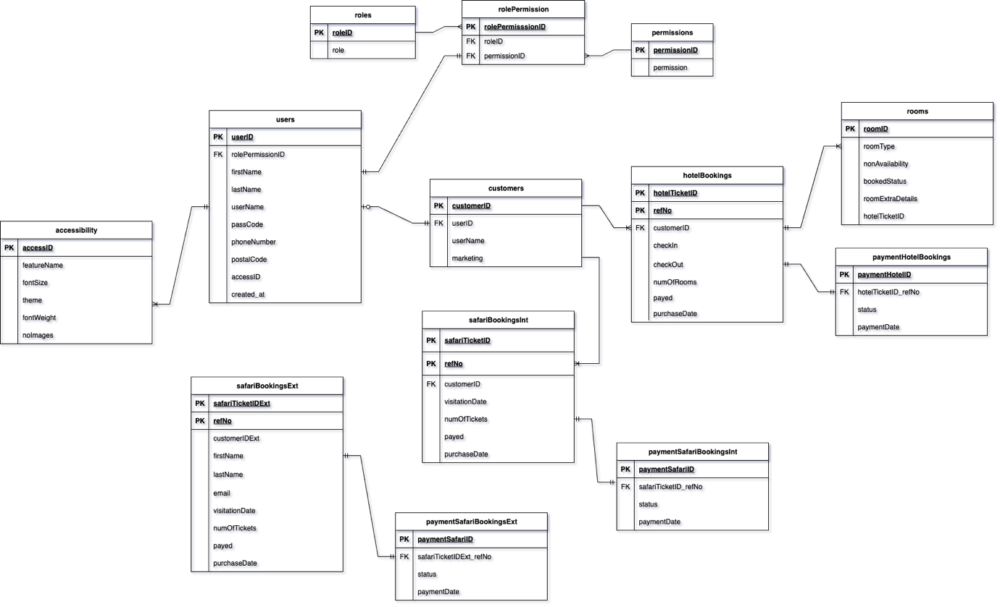 roles
PK roleID
role
rolePermission
PK rolePermisssionID
FK roleID
FK permissionID
permissions
PK permissionID
permission
users
PK userID
FK rolePermissionID
firstName
lastName
userName
passCode
phoneNumber
postalCode
accessID
created_at
accessibility
PK accessID
featureName
fontSize
theme
fontWeight
noImages
customers
PK customerID
FK userID
userName
marketing
hotelBookings
PK hotelTicketID
PK refNo
FK customerID
checkIn
checkOut
numOfRooms
payed
purchaseDate
rooms
PK roomID
roomType
nonAvailability
bookedStatus
roomExtraDetails
hotelTicketID
paymentHotelBookings
PK paymentHotelID
FK hotelTicketID_refNo
status
paymentDate
safariBookingsInt
PK safariTicketID
PK refNo
FK customerID
visitationDate
numOfTickets
payed
purchaseDate
safariBookingsExt
PK safariTicketIDExt
PK refNo
customerIDExt
firstName
lastName
email
visitationDate
numOfTickets
payed
purchaseDate
paymentSafariBookingsInt
PK paymentSafariID
FK safariTicketID_refNo
status
paymentDate
paymentSafariBookingsExt
PK paymentSafariID
FK safariTicketIDExt_refNo
status
paymentDate